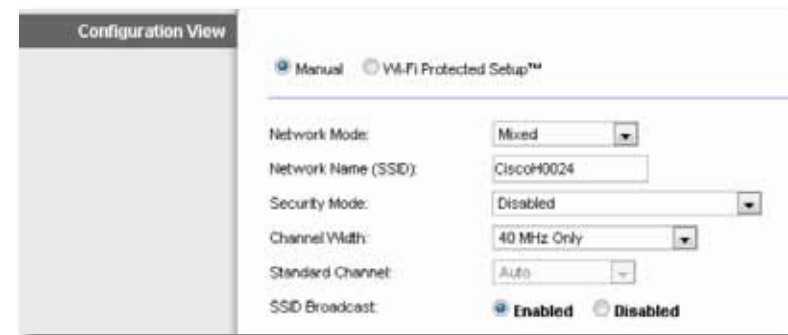 Configuration View
Manual Wi-Fi Protected Setup™
Network Mode: Mixed
Network Name (SSID): CiscoH0024
Security Mode: Disabled
Channel Width: 40 MHz Only
Standard Channel: Auto
SSID Broadcast: Enabled Disabled